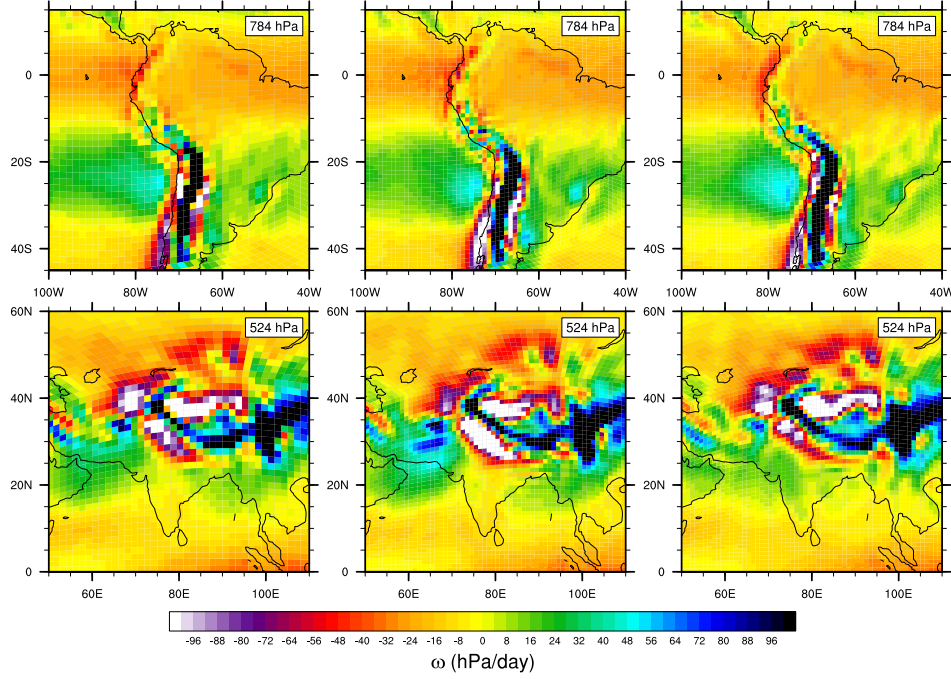 784 hPa 784 hPa 784 hPa
0 0 0
20S 20S 20S
40S 40S 40S
100W 80W 60W 40W 100W 80W 60W 40W 100W 80W 60W 40W
60N 60N 60N
524 hPa 524 hPa 524 hPa
40N 40N 40N
20N 20N 20N
0 0 0
60E 80E 100E 60E 80E 100E 60E 80E 100E
-96 -88 -80 -72 -64 -56 -48 -40 -32 -24 -16 -8 0 8 16 24 32 40 48 56 64 72 80 88 96
ω (hPa/day)